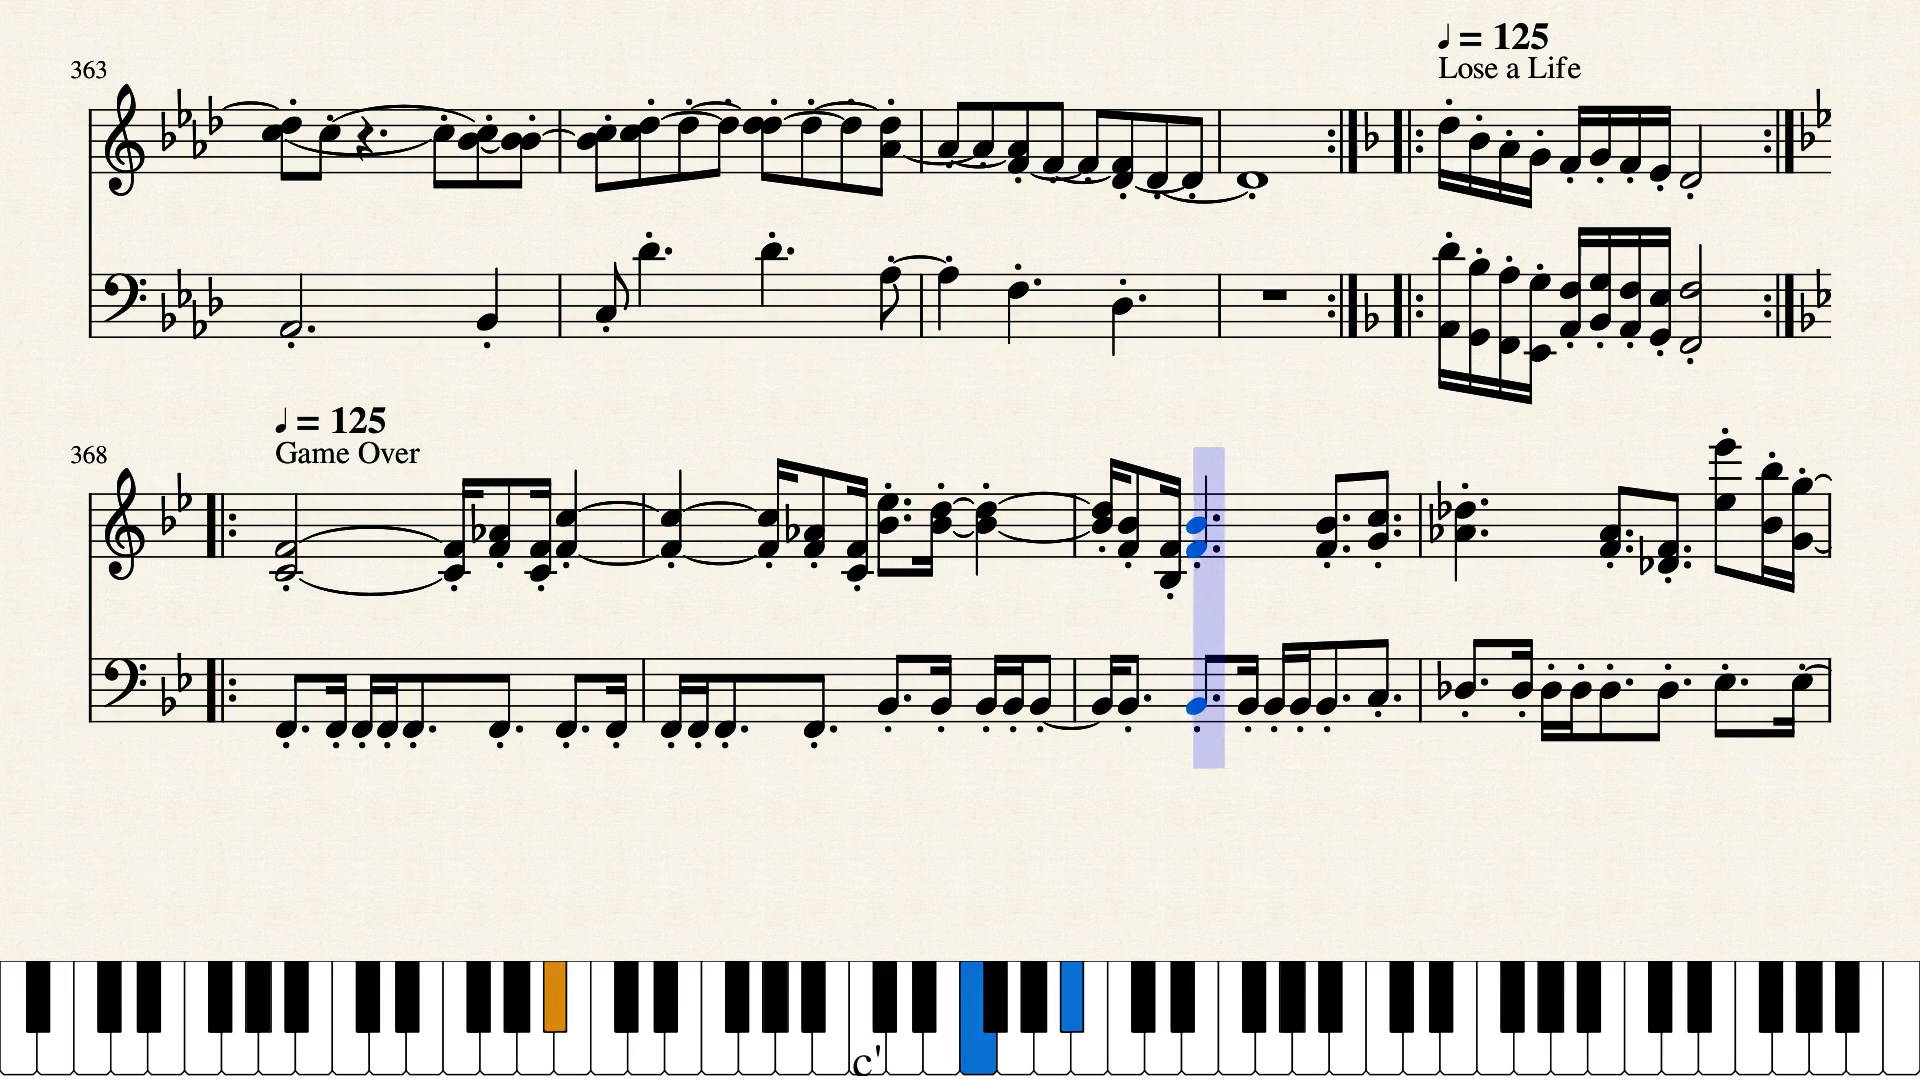 ♩ = 125
363
Lose a Life
♩ = 125
368
Game Over
c'